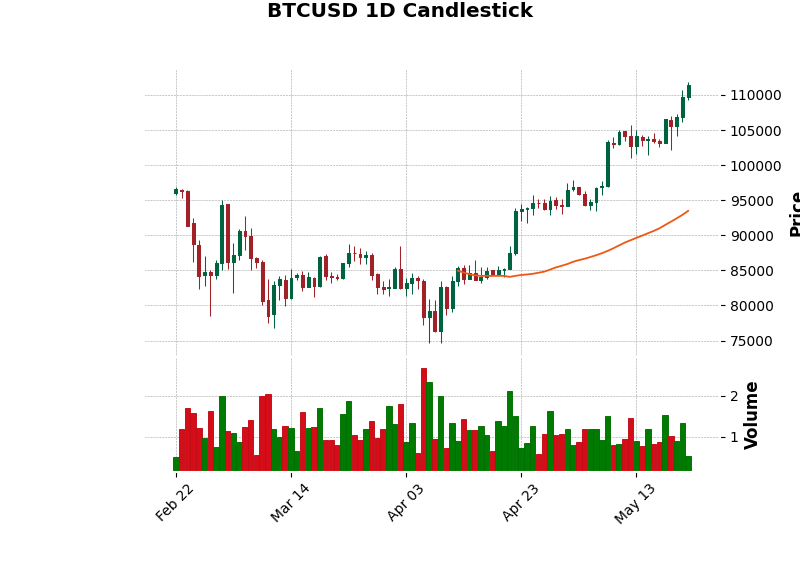 BTCUSD 1D Candlestick
110000
105000
100000
95000
90000
85000
80000
75000
Price
2
1
Volume
Feb 22
Mar 14
Apr 03
Apr 23
May 13